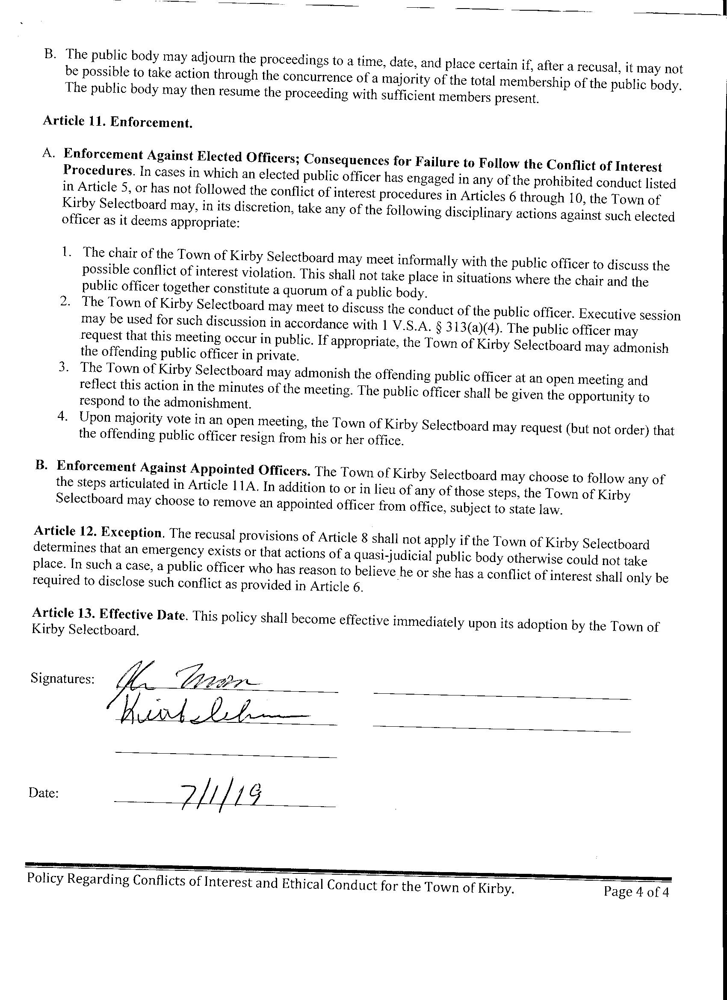 B. The public body may adjourn the proceedings to a time, date, and place certain if, after a recusal, it may not
be possible to take action through the concurrence of a majority of the total membership of the public body.
The public body may then resume the proceeding with sufficient members present.
Article 11. Enforcement.
A. Enforcement Against Elected Officers; Consequences for Failure to Follow the Conflict of Interest
Procedures. In cases in which an elected public officer has engaged in any of the prohibited conduct listed
in Article 5, or has not followed the conflict of interest procedures in Articles 6 through 10, the Town of
Kirby Selectboard may, in its discretion, take any of the following disciplinary actions against such elected
officer as it deems appropriate:
1. The chair of the Town of Kirby Selectboard may meet informally with the public officer to discuss the
possible conflict of interest violation. This shall not take place in situations where the chair and the
public officer together constitute a quorum of a public body.
2. The Town of Kirby Selectboard may meet to discuss the conduct of the public officer. Executive session
may be used for such discussion in accordance with 1 V.S.A. § 313(a)(4). The public officer may
request that this meeting occur in public. If appropriate, the Town of Kirby Selectboard may admonish
the offending public officer in private.
3. The Town of Kirby Selectboard may admonish the offending public officer at an open meeting and
reflect this action in the minutes of the meeting. The public officer shall be given the opportunity to
respond to the admonishment.
4. Upon majority vote in an open meeting, the Town of Kirby Selectboard may request (but not order) that
the offending public officer resign from his or her office.
B. Enforcement Against Appointed Officers. The Town of Kirby Selectboard may choose to follow any of
the steps articulated in Article 11A. In addition to or in lieu of any of those steps, the Town of Kirby
Selectboard may choose to remove an appointed officer from office, subject to state law.
Article 12. Exception. The recusal provisions of Article 8 shall not apply if the Town of Kirby Selectboard
determines that an emergency exists or that actions of a quasi-judicial public body otherwise could not take
place. In such a case, a public officer who has reason to believe he or she has a conflict of interest shall only be
required to disclose such conflict as provided in Article 6.
Article 13. Effective Date. This policy shall become effective immediately upon its adoption by the Town of
Kirby Selectboard.
Signatures:
Date: 7/1/19
Policy Regarding Conflicts of Interest and Ethical Conduct for the Town of Kirby. Page 4 of 4